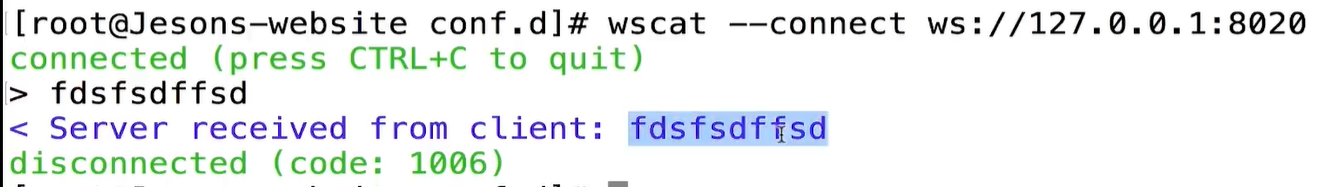 [root@Jesons-website conf.d]# wscat --connect ws://127.0.0.1:8020
connected (press CTRL+C to quit)
> fdsfsdffsd
< Server received from client: fdsfsdffsd
disconnected (code: 1006)